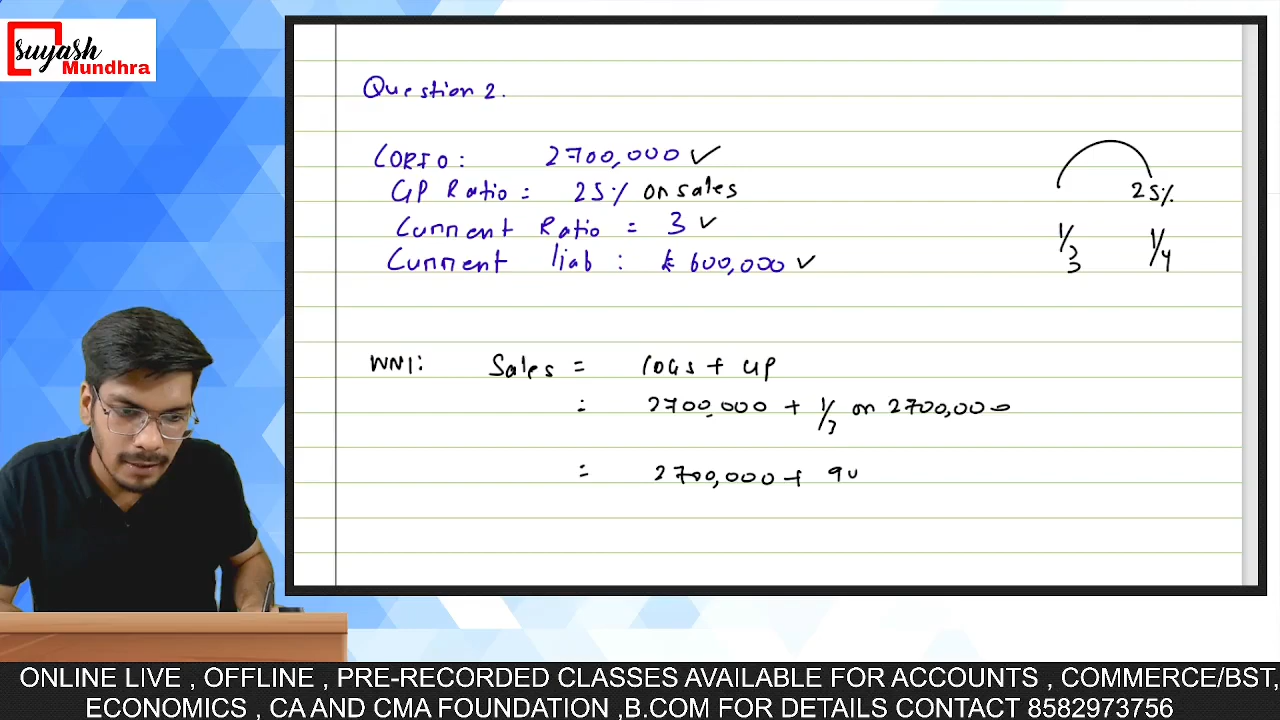 suyash
Mundhra
Question 2.
CORFO: 2700,000 ✓
GP Ratio = 25% on sales
25%
Current Ratio = 3 ✓
1/3 1/4
Current liab : ₹ 600,000 ✓
WN1: Sales = COGS + GP
= 2700,000 + 1/3 on 2700,000
= 2700,000 + 90
ONLINE LIVE , OFFLINE , PRE-RECORDED CLASSES AVAILABLE FOR ACCOUNTS , COMMERCE/BST,
ECONOMICS , CA AND CMA FOUNDATION ,B.COM FOR DETAILS CONTACT 8582973756